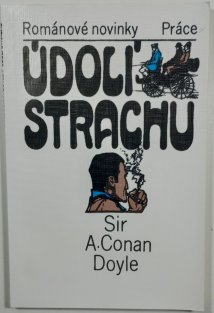 Románové novinky Práce
ÚDOLÍ
STRACHU
Sir
A. Conan
Doyle